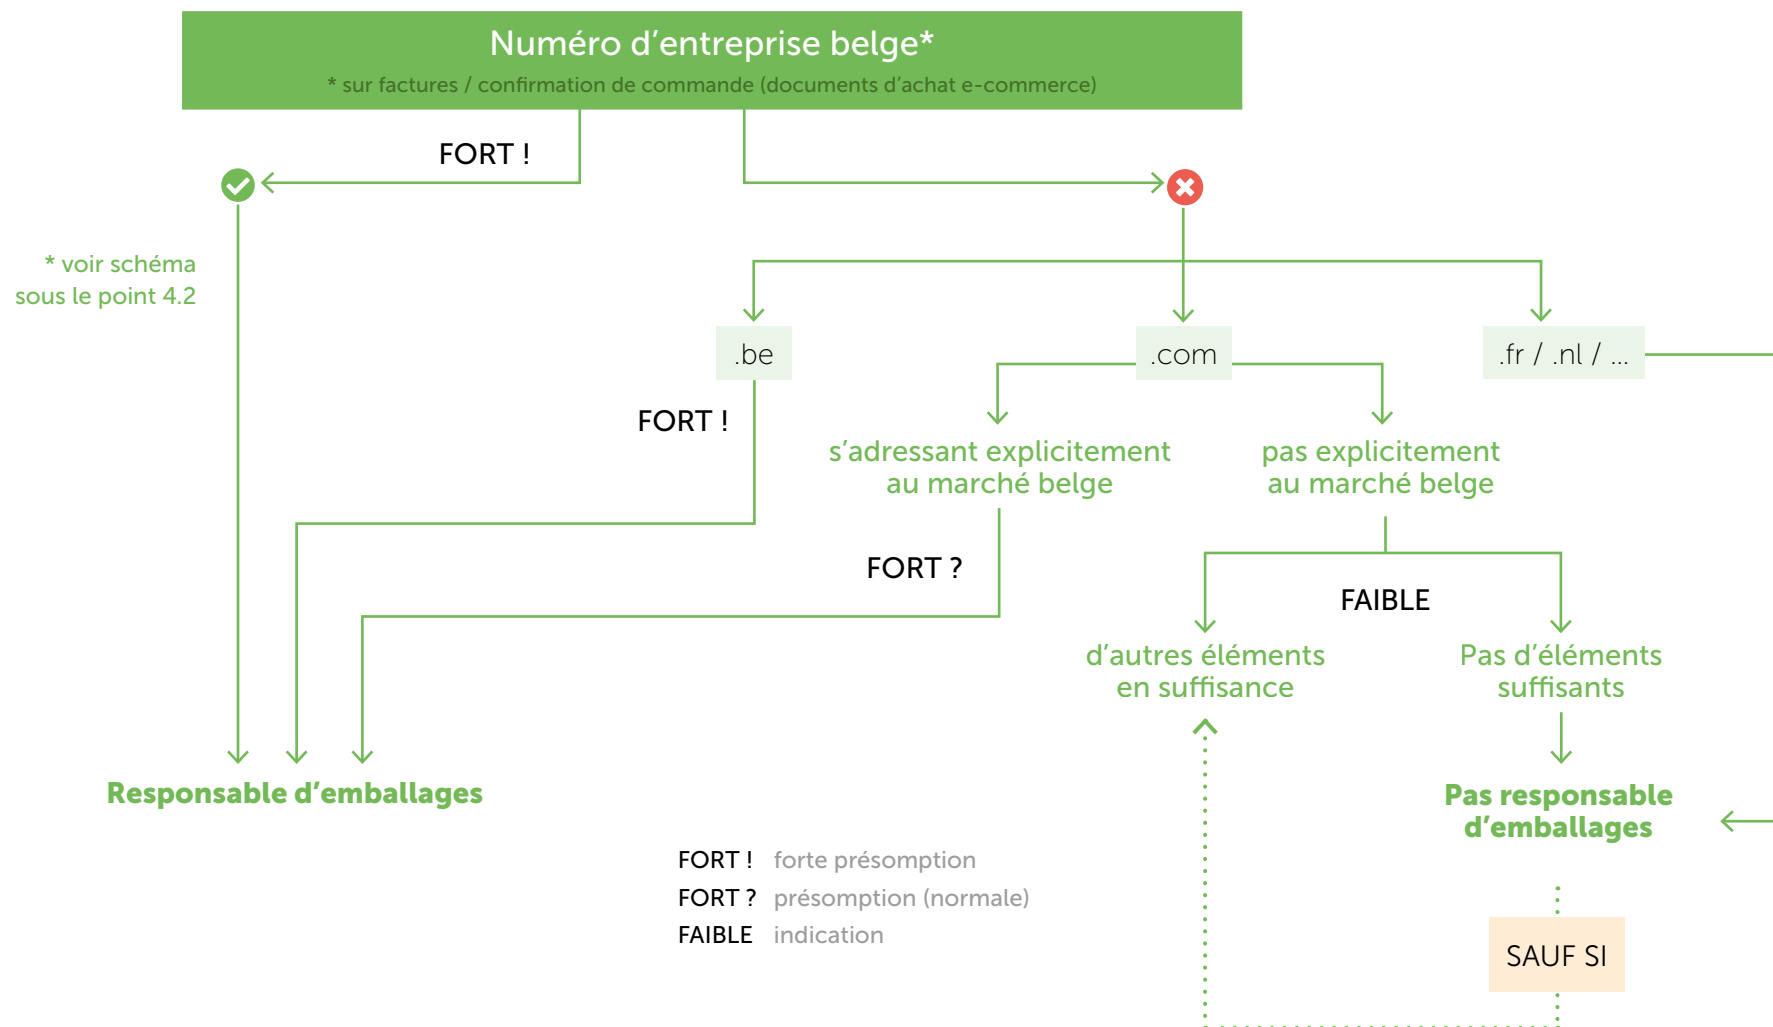 Numéro d’entreprise belge*
* sur factures / confirmation de commande (documents d’achat e-commerce)
FORT !
* voir schéma
sous le point 4.2
.be
.com
.fr / .nl / ...
FORT !
s’adressant explicitement
au marché belge
pas explicitement
au marché belge
FORT ?
FAIBLE
d’autres éléments
en suffisance
Pas d’éléments
suffisants
Responsable d’emballages
Pas responsable
d’emballages
FORT ! forte présomption
FORT ? présomption (normale)
FAIBLE indication
SAUF SI